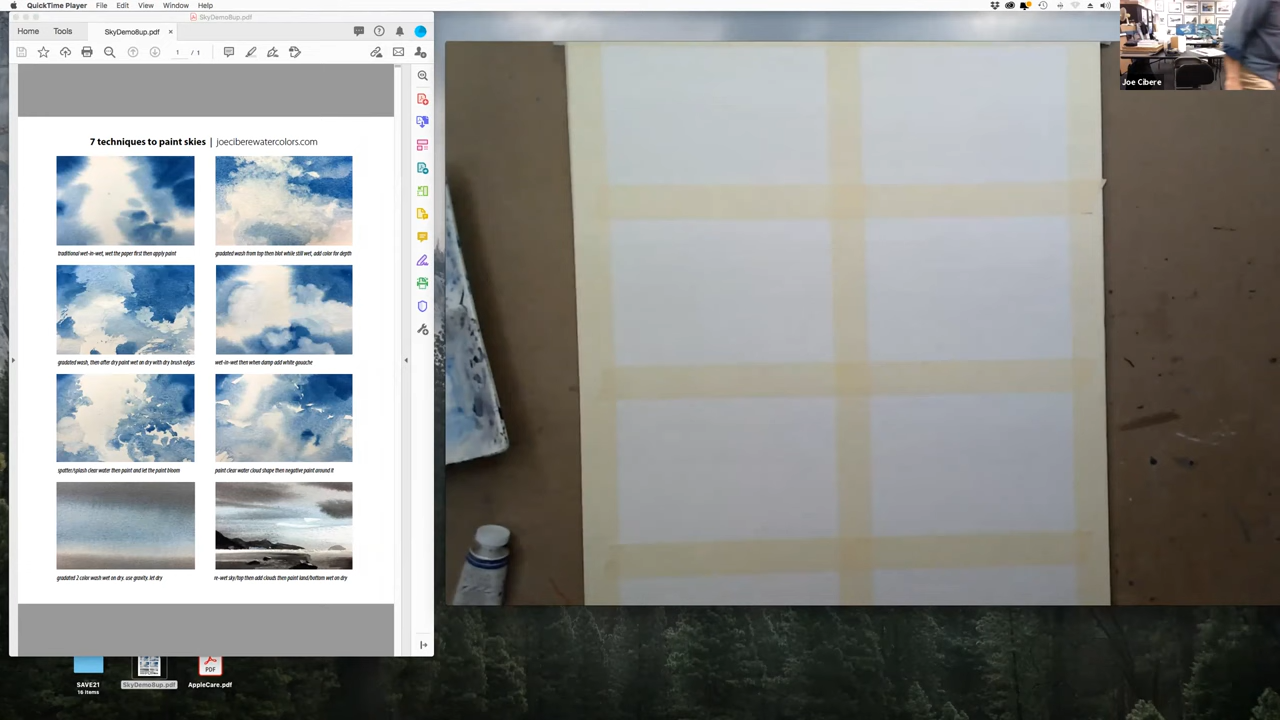 QuickTime Player File Edit View Window Help
SkyDemo8up.pdf
Home Tools SkyDemo8up.pdf ×
1 / 1
7 techniques to paint skies | joeciberewatercolors.com
traditional wet-in-wet, wet the paper first then apply paint
gradated wash from top then blot while still wet, add color for depth
gradated wash, then after dry paint wet on dry with dry brush edges
wet-in-wet then when damp add white gouache
spatter/splash clear water then paint and let the paint bloom
paint clear water cloud shape then negative paint around it
gradated 2 color wash wet on dry. use gravity. let dry
re-wet sky/top then add clouds then paint land/bottom wet on dry
Joe Cibere
SAVE21
16 items
SkyDemo8up.pdf
PDF
AppleCare.pdf